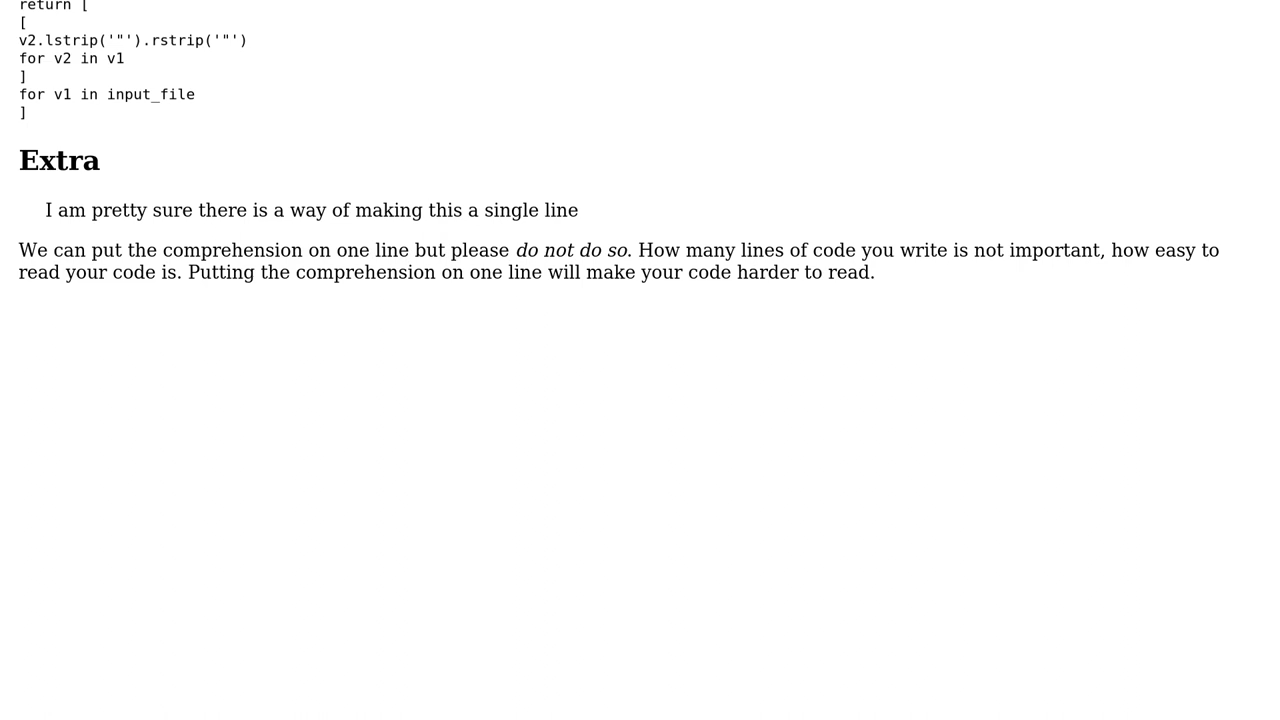 return [
[
v2.lstrip('"').rstrip('"')
for v2 in v1
]
for v1 in input_file
]
Extra
I am pretty sure there is a way of making this a single line
We can put the comprehension on one line but please do not do so. How many lines of code you write is not important, how easy to
read your code is. Putting the comprehension on one line will make your code harder to read.